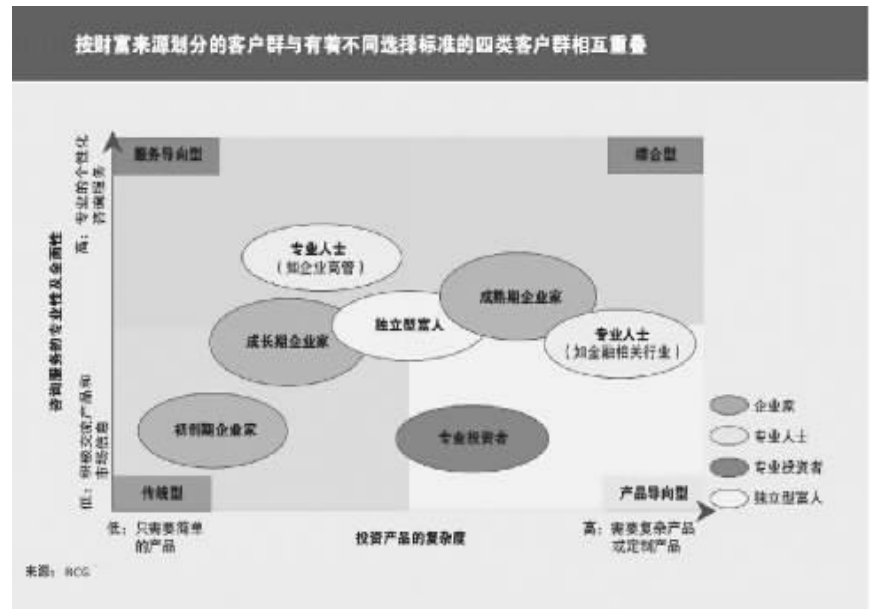 按财富来源划分的客户群与有着不同选择标准的四类客户群相互重叠
服务导向型
综合型
高：专业的个性化
咨询服务
咨询服务的专业性及全面性
低：积极交流产品和
市场信息
专业人士
（如企业高管）
成熟期企业家
独立型富人
成长期企业家
专业人士
（如金融相关行业）
初创期企业家
专业投资者
企业家
专业人士
专业投资者
独立型富人
传统型
产品导向型
低：只需要简单
的产品
投资产品的复杂度
高：需要复杂产品
或定制产品
来源：BCG